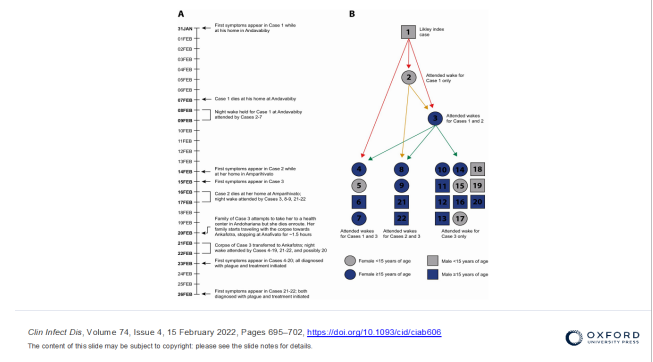 A
31JAN
First symptoms appear in Case 1 while
at his home in Andavabiby
01FEB
02FEB
03FEB
04FEB
05FEB
06FEB
07FEB
Case 1 dies at his home at Andavabiby
08FEB
Night wake held for Case 1 at Andavabiby
attended by Cases 2-7
09FEB
10FEB
11FEB
12FEB
13FEB
14FEB
First symptoms appear in Case 2 while
at her home in Amparihivato
15FEB
First symptoms appear in Case 3
16FEB
Case 2 dies at her home at Amparihivato;
night wake attended by Cases 3, 8-9, 21-22
17FEB
18FEB
19FEB
Family of Case 3 attempts to take her to a health
center in Andohariana but she dies enroute. Her
family starts traveling with the corpse towards
Ankafotra, stopping at Analivato for ~1.5 hours
20FEB
21FEB
Corpse of Case 3 transferred to Ankafotra; night
wake attended by Cases 4-19, 21-22, and possibly 20
22FEB
23FEB
First symptoms appear in Cases 4-20, all diagnosed
with plague and treatment initiated
24FEB
25FEB
First symptoms appear in Cases 21-22; both
diagnosed with plague and treatment initiated
26FEB
B
1
Likley index
case
2
Attended wake for
Case 1 only
3
Attended wakes
for Cases 1 and 2
4
8
10 14 18
5
9
11 15 19
6
21
12 16 20
7
22
13 17
Attended wakes
for Cases 1 and 3
Attended wakes for
Cases 2 and 3
Attended wake for
Case 3 only
Female <15 years of age
Male <15 years of age
Female ≥15 years of age
Male ≥15 years of age
Clin Infect Dis, Volume 74, Issue 4, 15 February 2022, Pages 695–702, https://doi.org/10.1093/cid/ciab606
The content of this slide may be subject to copyright: please see the slide notes for details.
OXFORD
UNIVERSITY PRESS